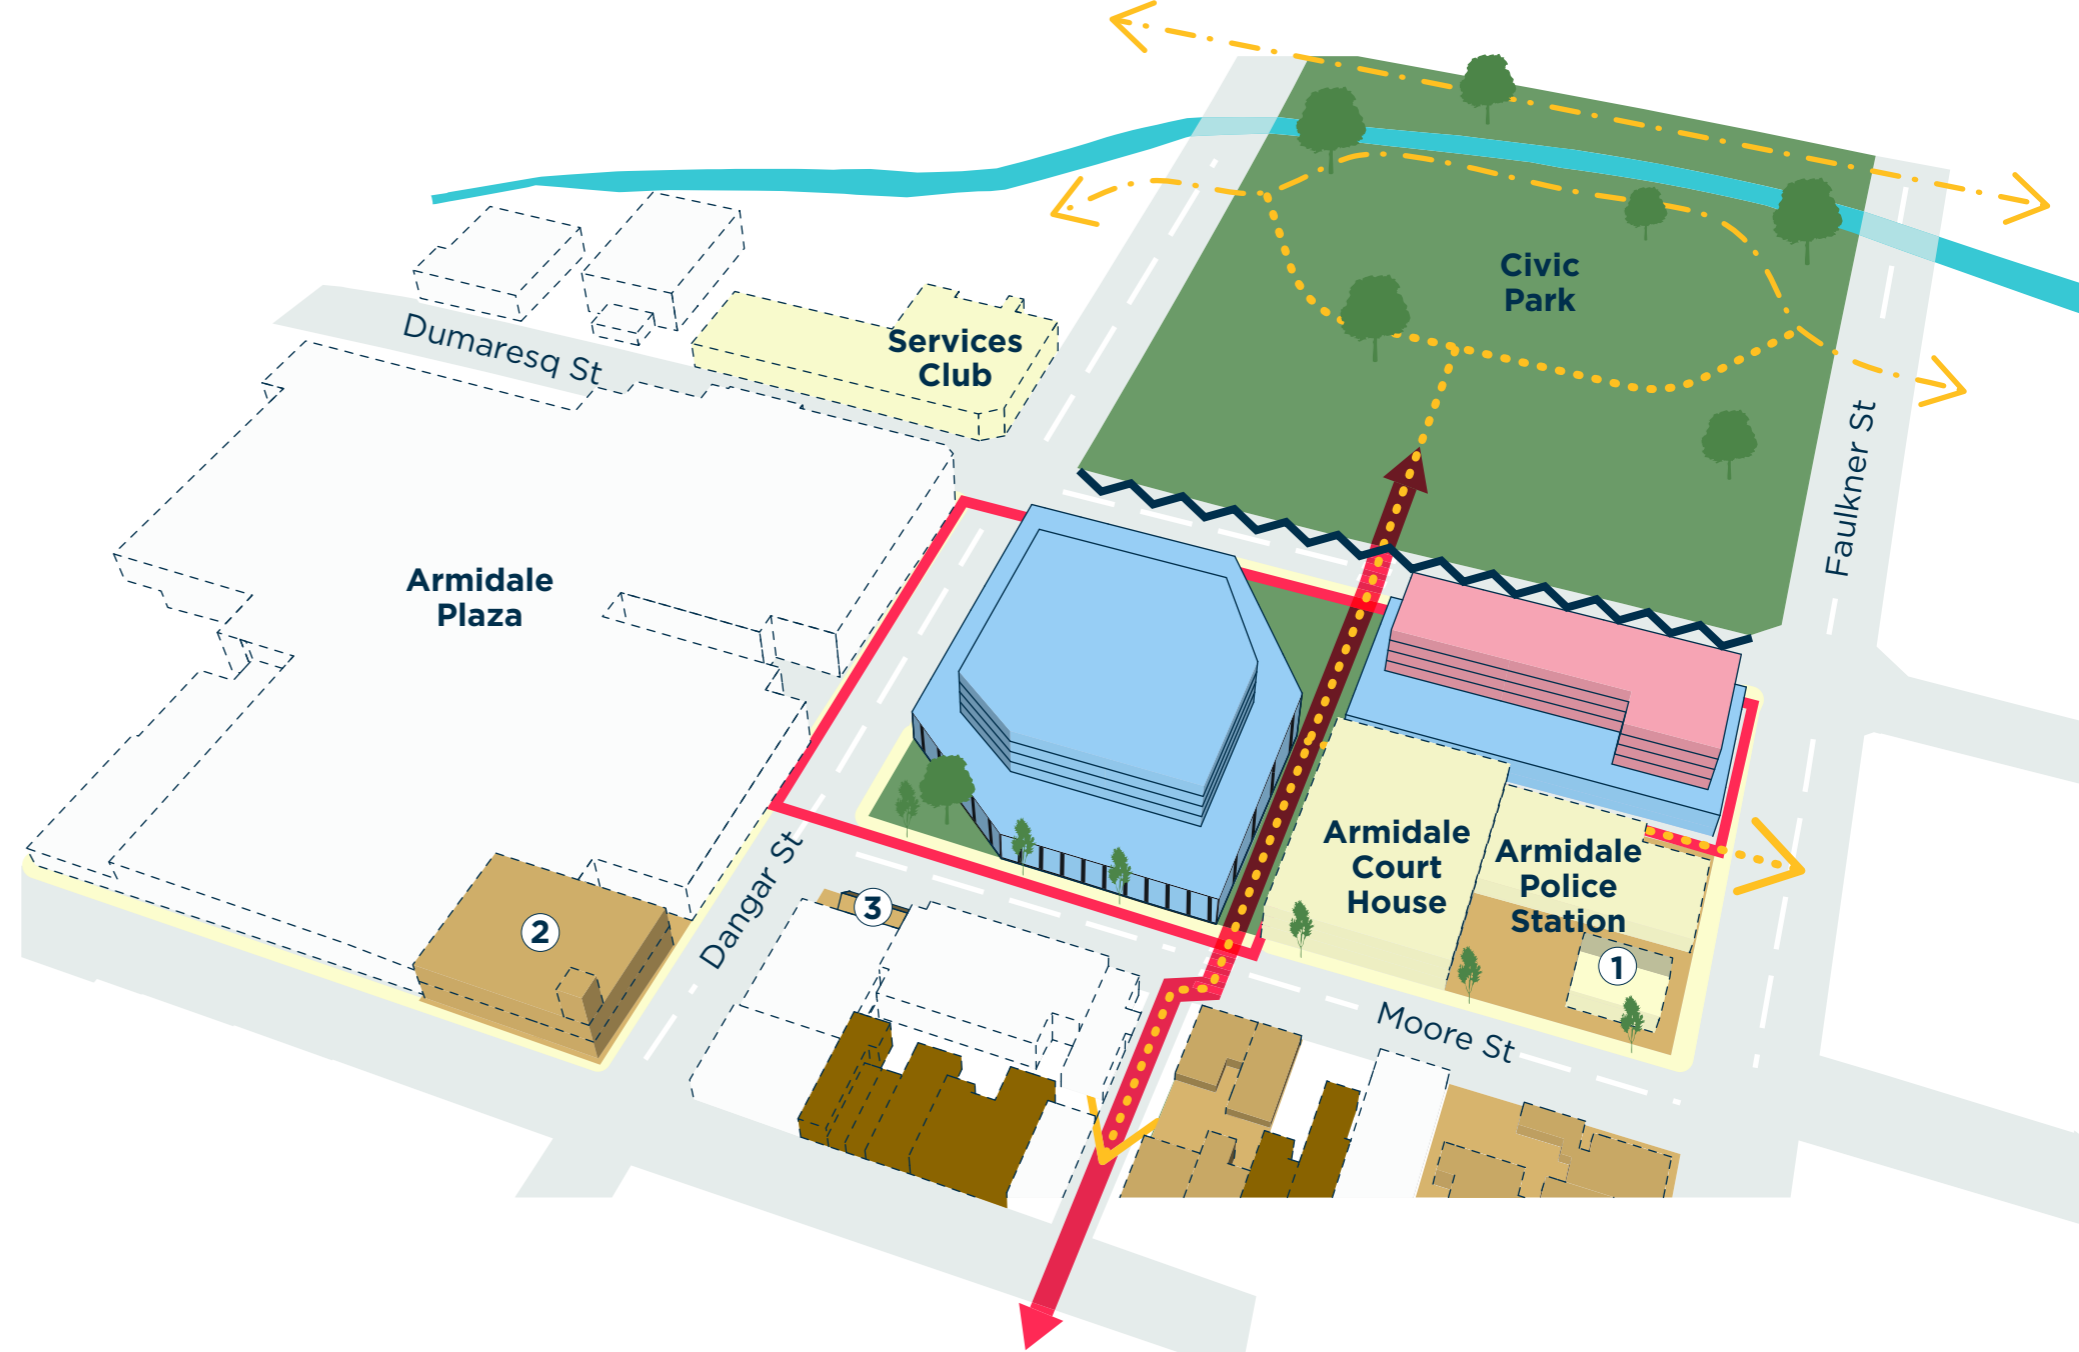 Civic
Park
Dumaresq St
Services
Club
Faulkner St
Armidale
Plaza
Armidale
Court
House
Armidale
Police
Station
Dangar St
3
2
1
Moore St